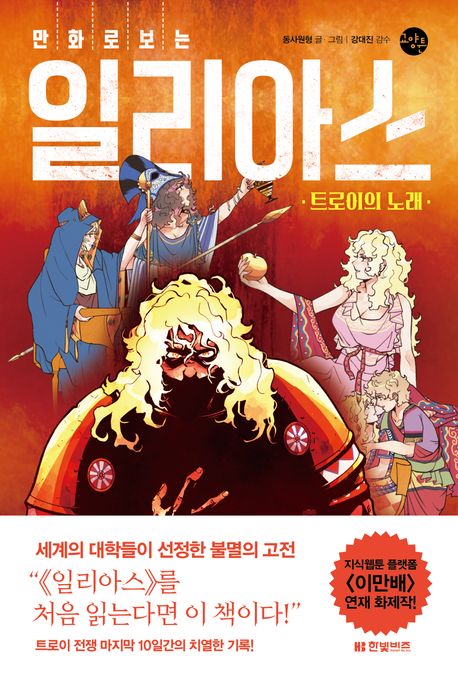 만화로보는
동사원형 글·그림 | 강대진 감수
교양툰
일리아스
·트로이의 노래·
세계의 대학들이 선정한 불멸의 고전
“《일리아스》를
처음 읽는다면 이 책이다!”
트로이 전쟁 마지막 10일간의 치열한 기록!
지식웹툰 플랫폼
〈이만배〉
연재 화제작!
HB 한빛비즈